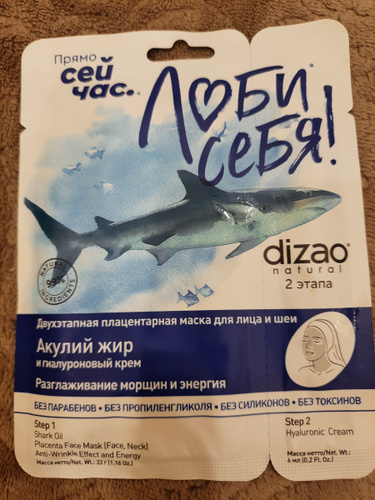 Прямо
сей
час.
Люби
себя!
dizao®
natural
2 этапа
NATURAL
95%
INGREDIENTS
Двухэтапная плацентарная маска для лица и шеи
Акулий жир
и гиалуроновый крем
Разглаживание морщин и энергия
БЕЗ ПАРАБЕНОВ • БЕЗ ПРОПИЛЕНГЛИКОЛЯ • БЕЗ СИЛИКОНОВ • БЕЗ ТОКСИНОВ
Step 1
Shark Oil
Placenta Face Mask (Face, Neck)
Anti-Wrinkle Effect and Energy
Масса нетто/Net Wt.: 33 г (1.16 Oz.)
Step 2
Hyaluronic Cream
Масса нетто/Net Wt.:
6 мл (0.2 Fl. Oz.)